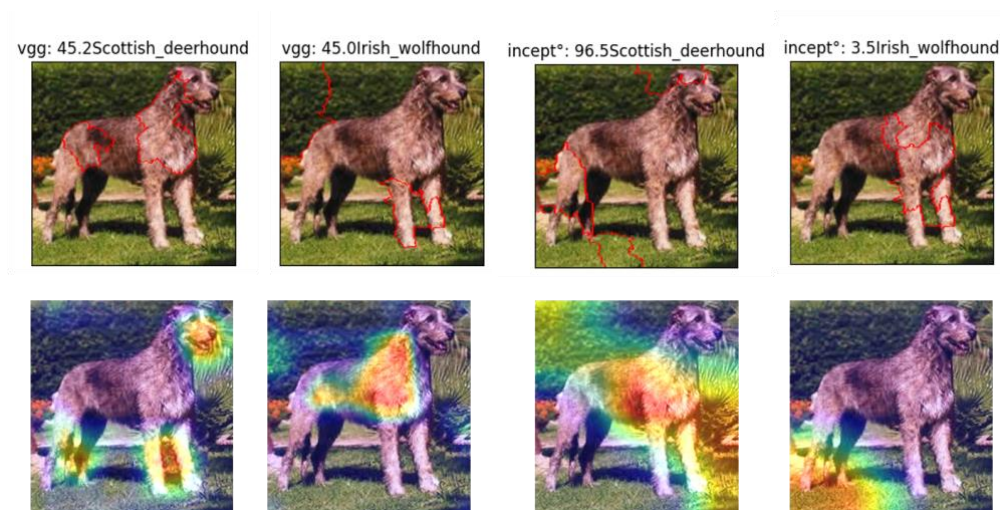 vgg: 45.2Scottish_deerhound
vgg: 45.0Irish_wolfhound
incept°: 96.5Scottish_deerhound
incept°: 3.5Irish_wolfhound